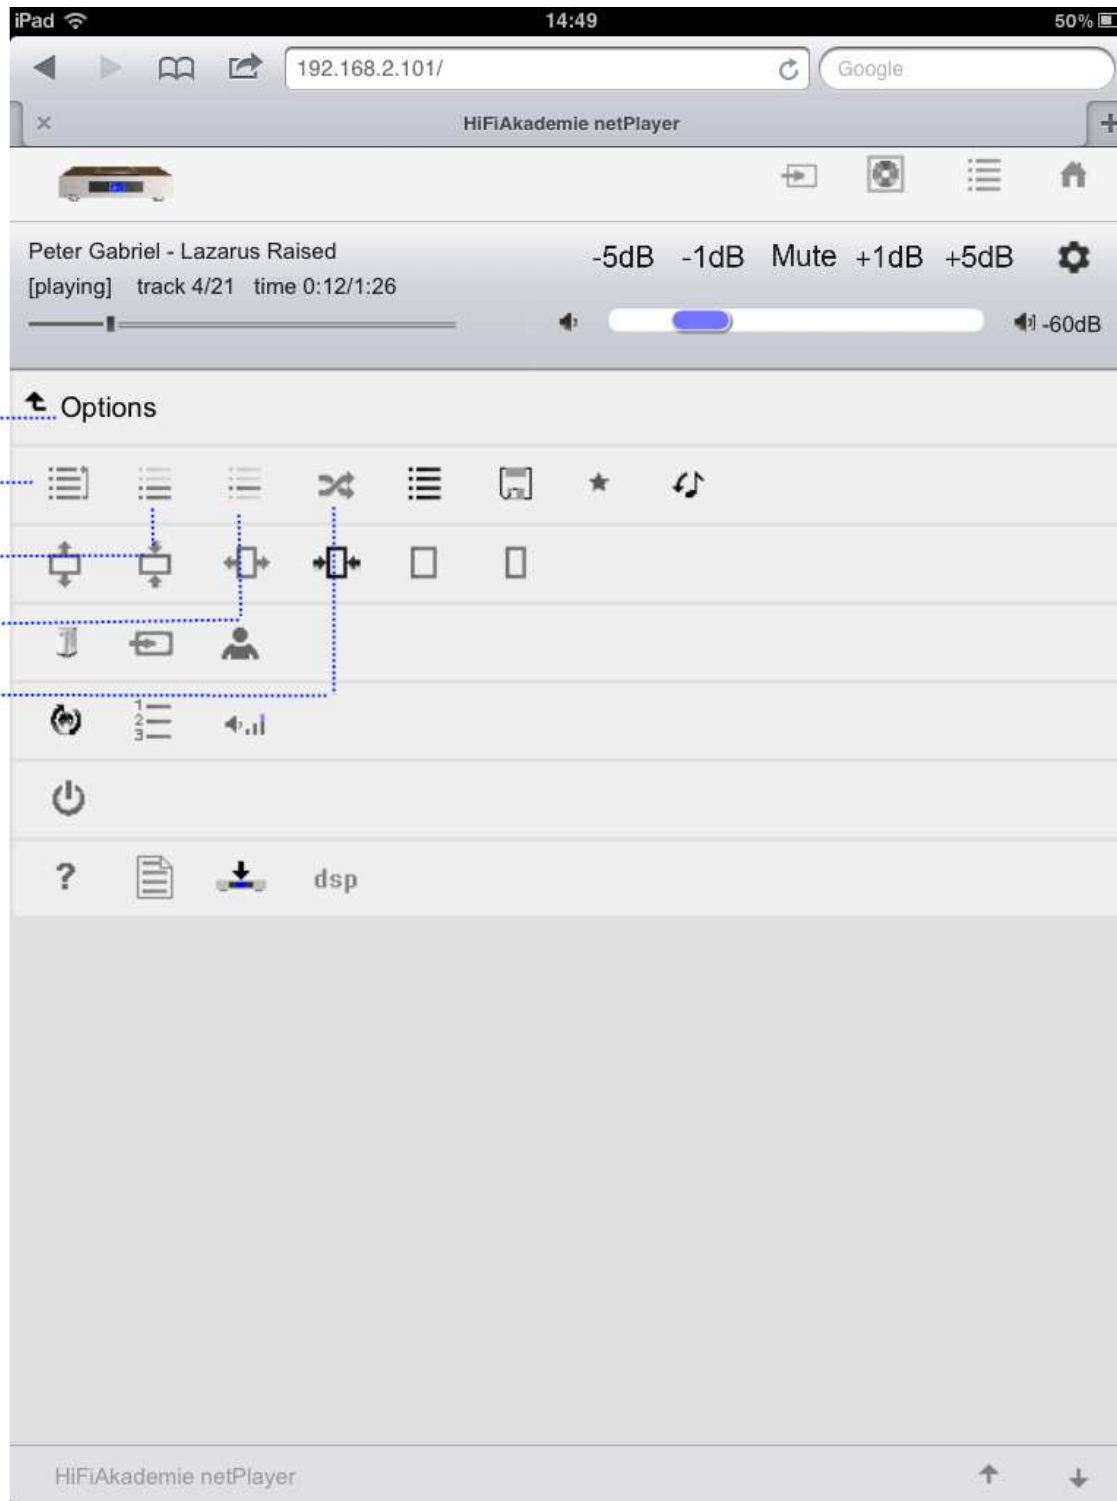 iPad 14:49 50%
192.168.2.101/ Google
HiFiAkademie netPlayer
Peter Gabriel - Lazarus Raised
-5dB -1dB Mute +1dB +5dB
[playing] track 4/21 time 0:12/1:26
-60dB
Options
1
2
3
? dsp
HiFiAkademie netPlayer